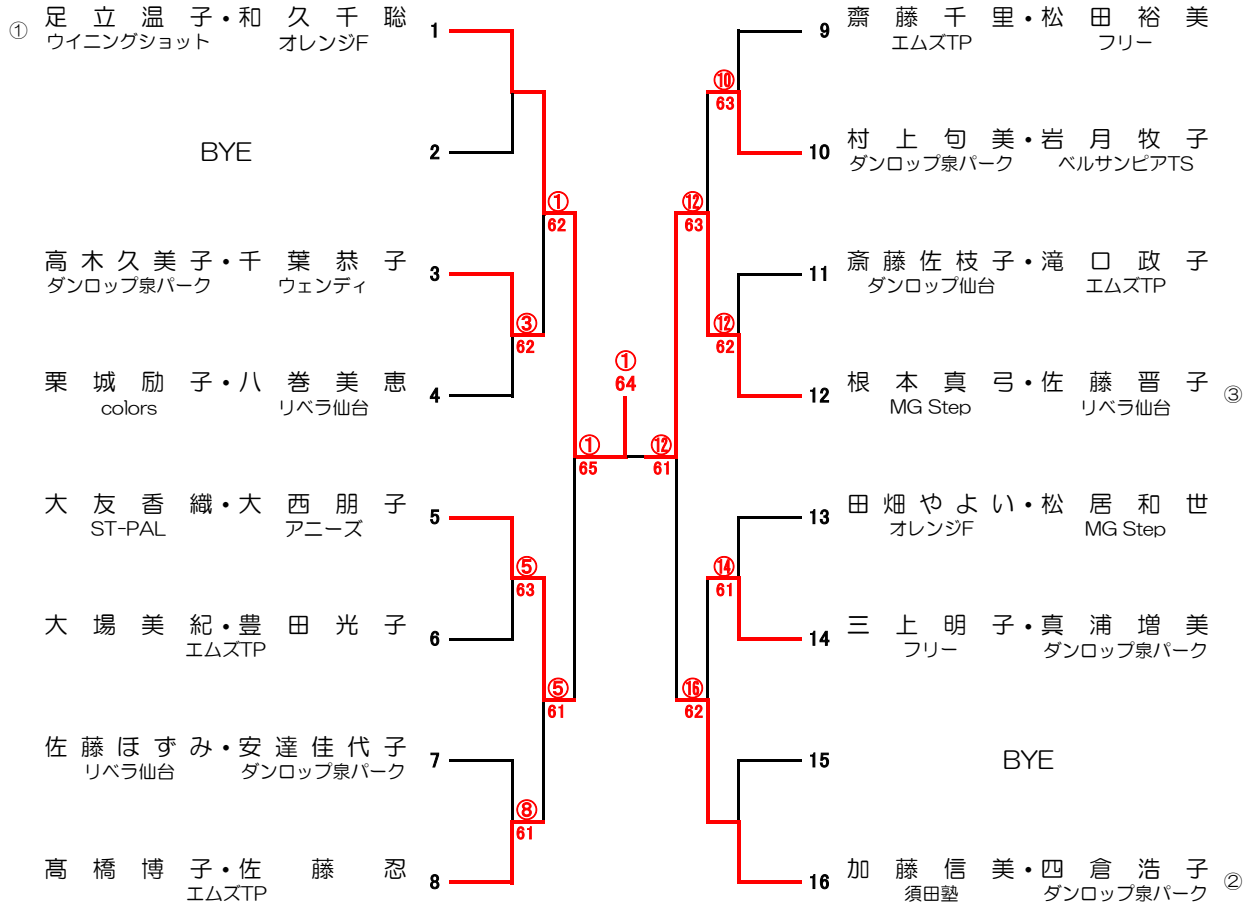 ① 足立温子・和久千聡 1
ウイニングショット オレンジF
BYE 2
高木久美子・千葉恭子 3
ダンロップ泉パーク ウェンディ
栗城励子・八巻美恵 4
colors リベラ仙台
大友香織・大西朋子 5
ST-PAL アニーズ
大場美紀・豊田光子 6
エムズTP
佐藤ほずみ・安達佳代子 7
リベラ仙台 ダンロップ泉パーク
髙橋博子・佐藤忍 8
エムズTP
①
62
③
62
①
65
⑤
63
⑤
61
⑧
61
①
64
⑩
63
⑫
63
⑫
62
⑫
61
⑭
61
⑯
62
9 齋藤千里・松田裕美
エムズTP フリー
10 村上句美・岩月牧子
ダンロップ泉パーク ベルサンピアTS
11 斎藤佐枝子・滝口政子
ダンロップ仙台 エムズTP
12 根本真弓・佐藤晋子 ③
MG Step リベラ仙台
13 田畑やよい・松居和世
オレンジF MG Step
14 三上明子・真浦増美
フリー ダンロップ泉パーク
15 BYE
16 加藤信美・四倉浩子 ②
須田塾 ダンロップ泉パーク